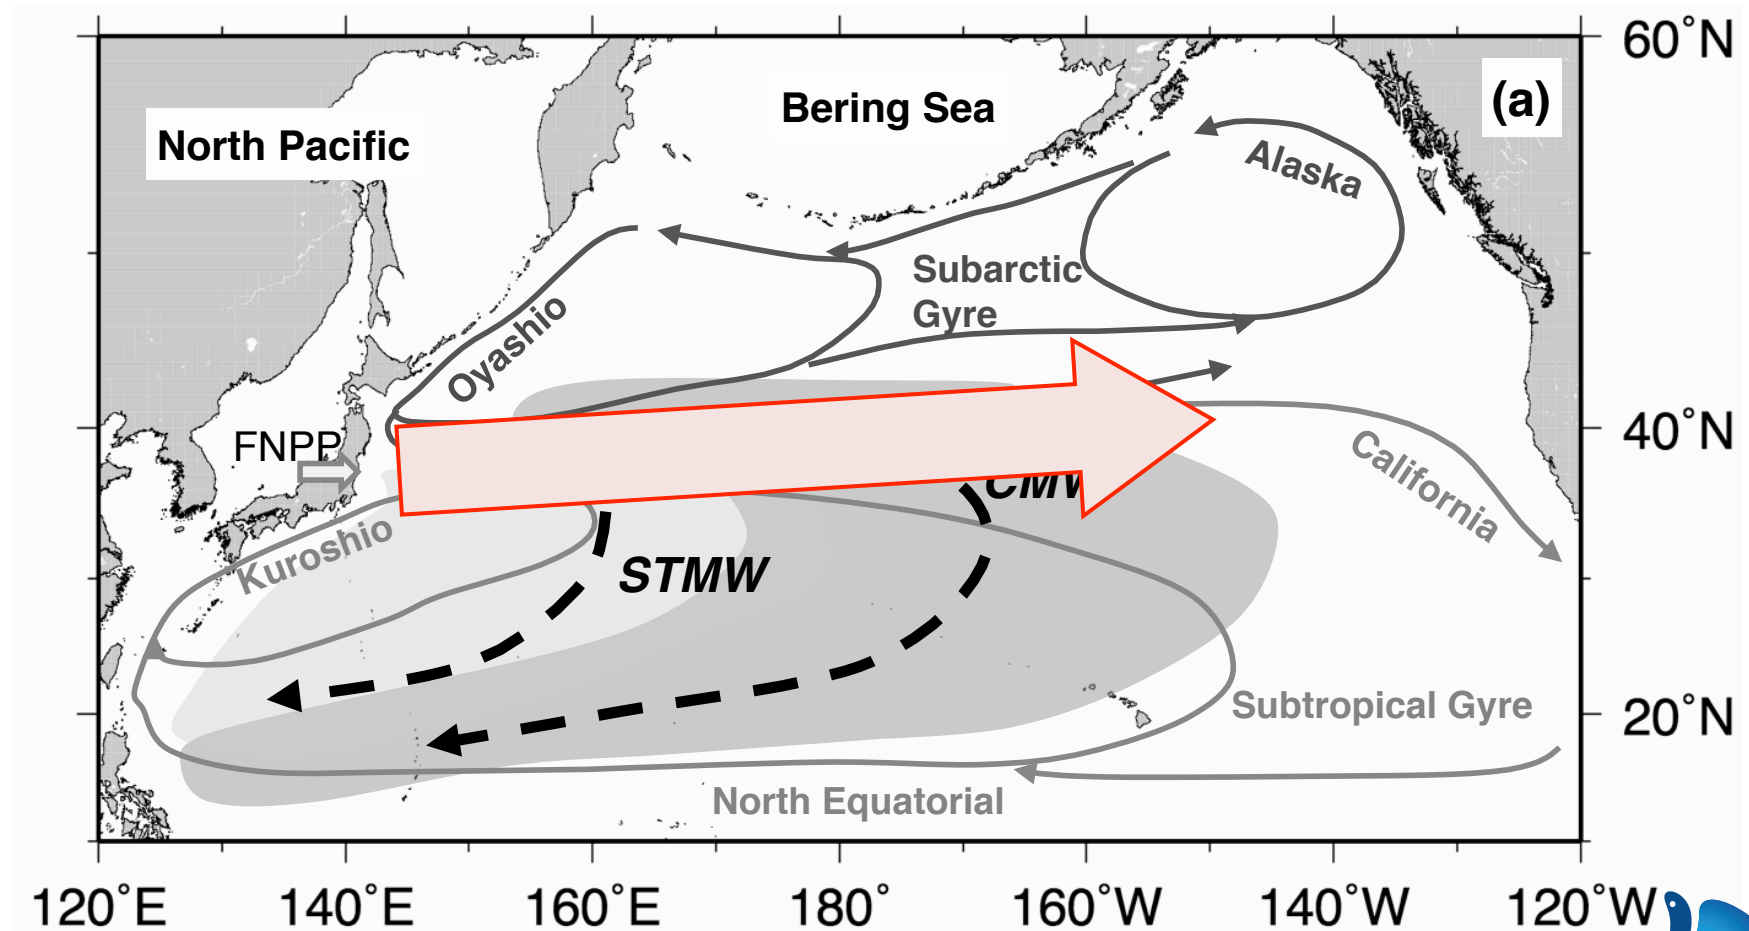 60°N
(a)
Bering Sea
North Pacific
Alaska
Subarctic
Gyre
Oyashio
40°N
FNPP
California
Kuroshio
STMW
Subtropical Gyre
20°N
North Equatorial
120°E
140°E
160°E
180°
160°W
140°W
120°W